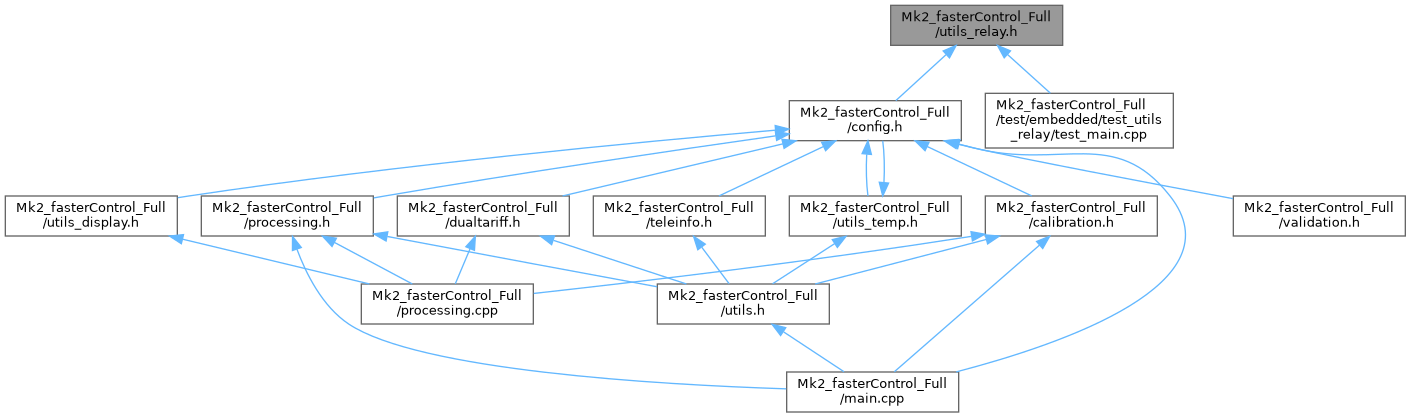 Mk2_fasterControl_Full
/utils_relay.h
Mk2_fasterControl_Full
/config.h
Mk2_fasterControl_Full
/test/embedded/test_utils
_relay/test_main.cpp
Mk2_fasterControl_Full
/utils_display.h
Mk2_fasterControl_Full
/processing.h
Mk2_fasterControl_Full
/dualtariff.h
Mk2_fasterControl_Full
/teleinfo.h
Mk2_fasterControl_Full
/utils_temp.h
Mk2_fasterControl_Full
/calibration.h
Mk2_fasterControl_Full
/validation.h
Mk2_fasterControl_Full
/processing.cpp
Mk2_fasterControl_Full
/utils.h
Mk2_fasterControl_Full
/main.cpp